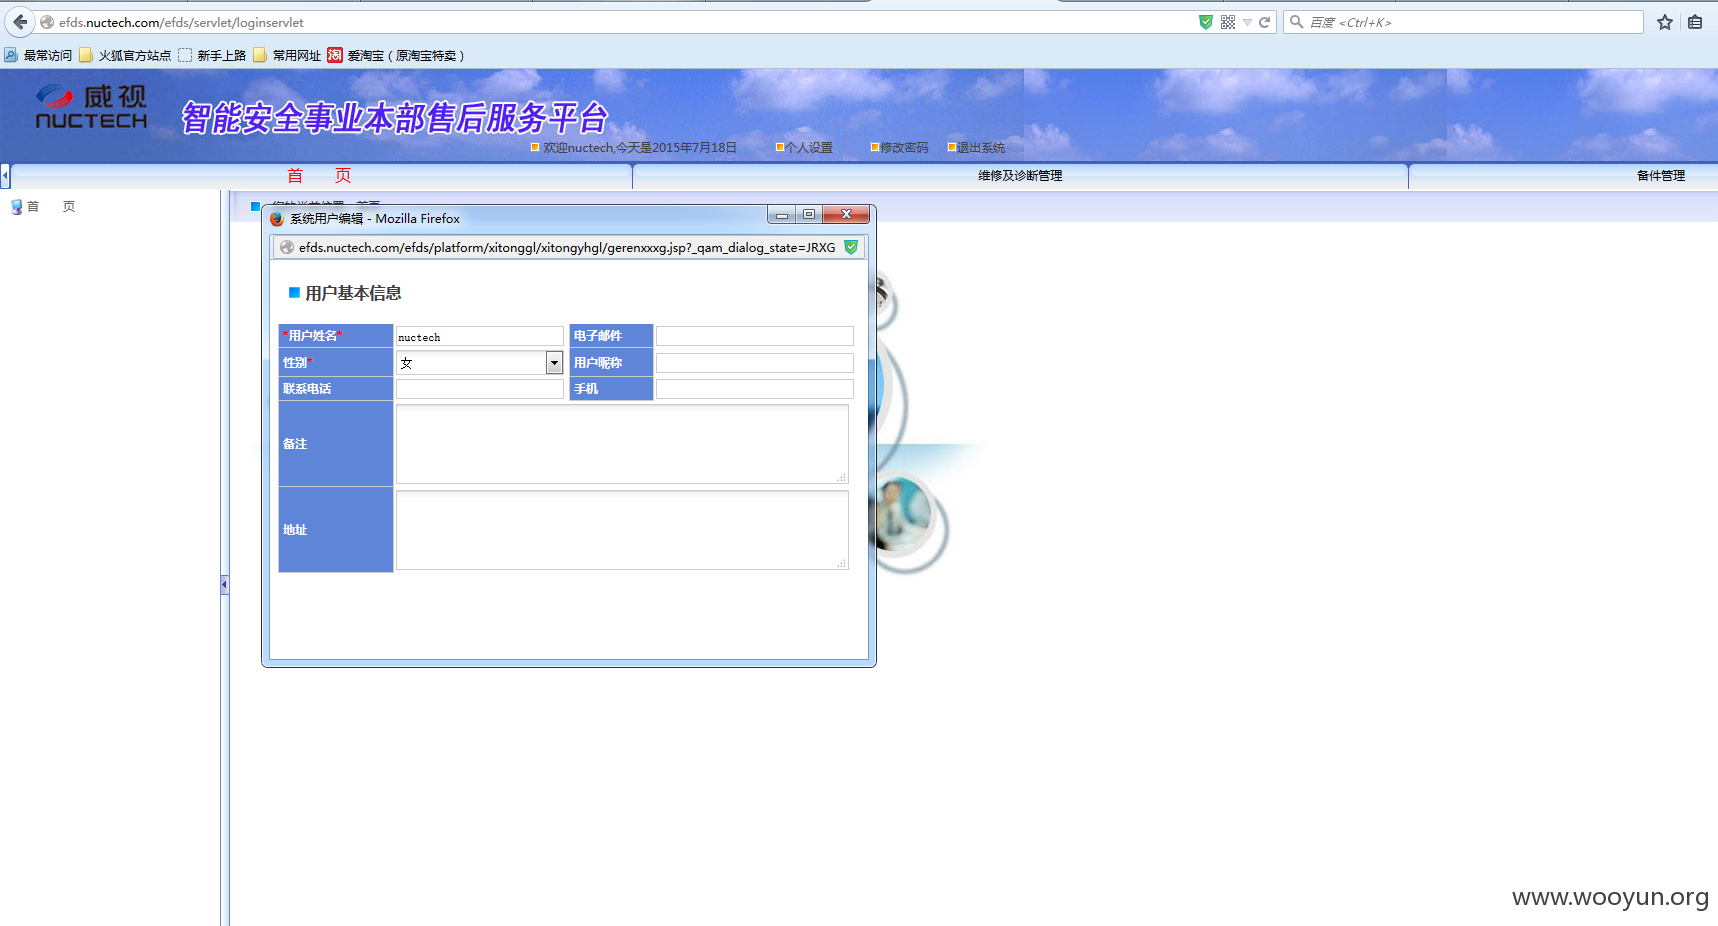 efds.nuctech.com/efds/servlet/loginservlet
百度 <Ctrl+K>
最常访问 火狐官方站点 新手上路 常用网址 淘 爱淘宝（原淘宝特卖）
威视
NUCTECH
智能安全事业本部售后服务平台
欢迎nuctech,今天是2015年7月18日 个人设置 修改密码 退出系统
首 页 维修及诊断管理 备件管理
首 页
系统用户编辑 - Mozilla Firefox
efds.nuctech.com/efds/platform/xitonggl/xitongyhgl/gerenxxxg.jsp?_qam_dialog_state=JRXG
用户基本信息
*用户姓名* nuctech 电子邮件
性别* 女 用户昵称
联系电话 手机
备注
地址
www.wooyun.org